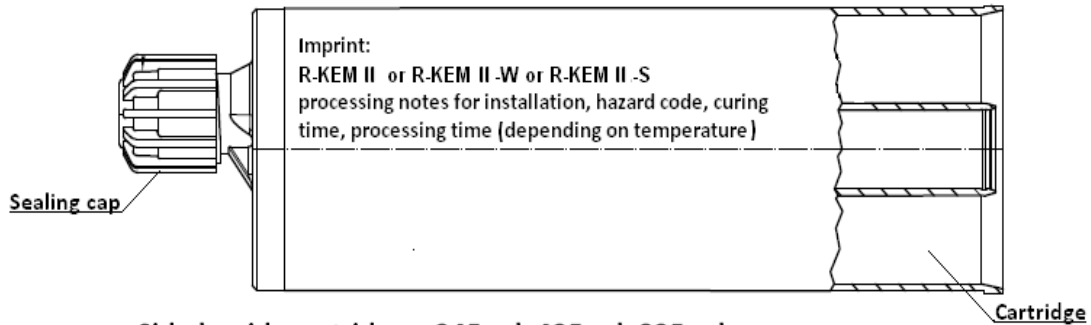 Imprint:
R-KEM II or R-KEM II -W or R-KEM II -S
processing notes for installation, hazard code, curing
time, processing time (depending on temperature)
Sealing cap
Cartridge